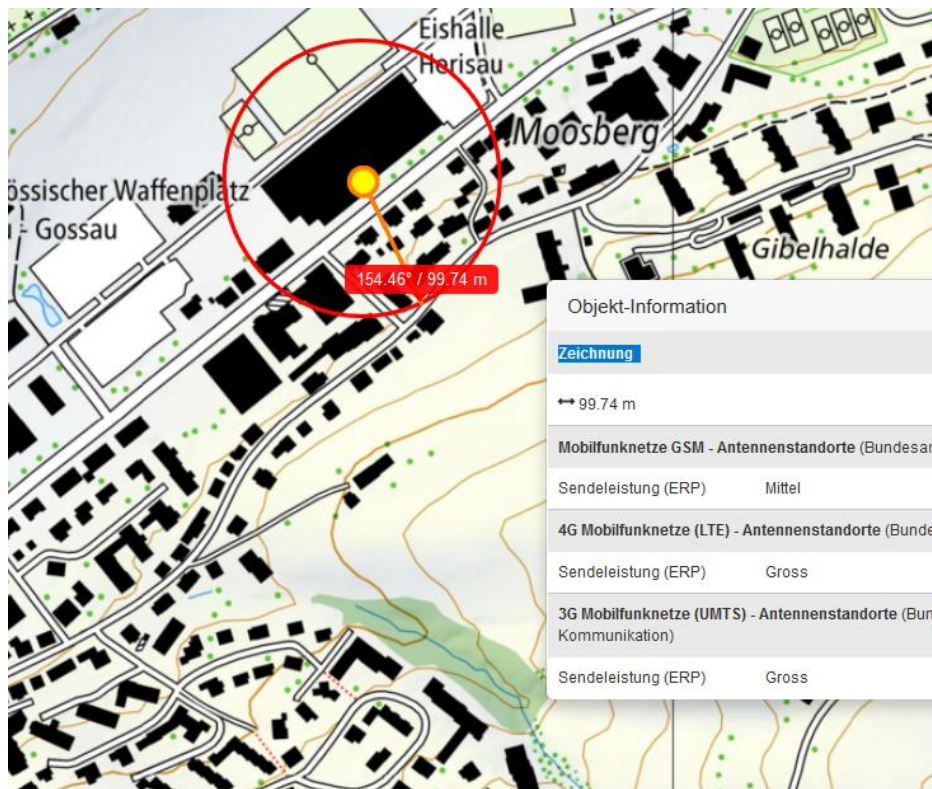 Eishalle
Herisau
Moosberg
össischer Waffenplatz
u - Gossau
Gibelhalde
154.46° / 99.74 m
Objekt-Information
Zeichnung
99.74 m
Mobilfunknetze GSM - Antennenstandorte (Bundesar
Sendeleistung (ERP) Mittel
4G Mobilfunknetze (LTE) - Antennenstandorte (Bunde
Sendeleistung (ERP) Gross
3G Mobilfunknetze (UMTS) - Antennenstandorte (Bun
Kommunikation)
Sendeleistung (ERP) Gross